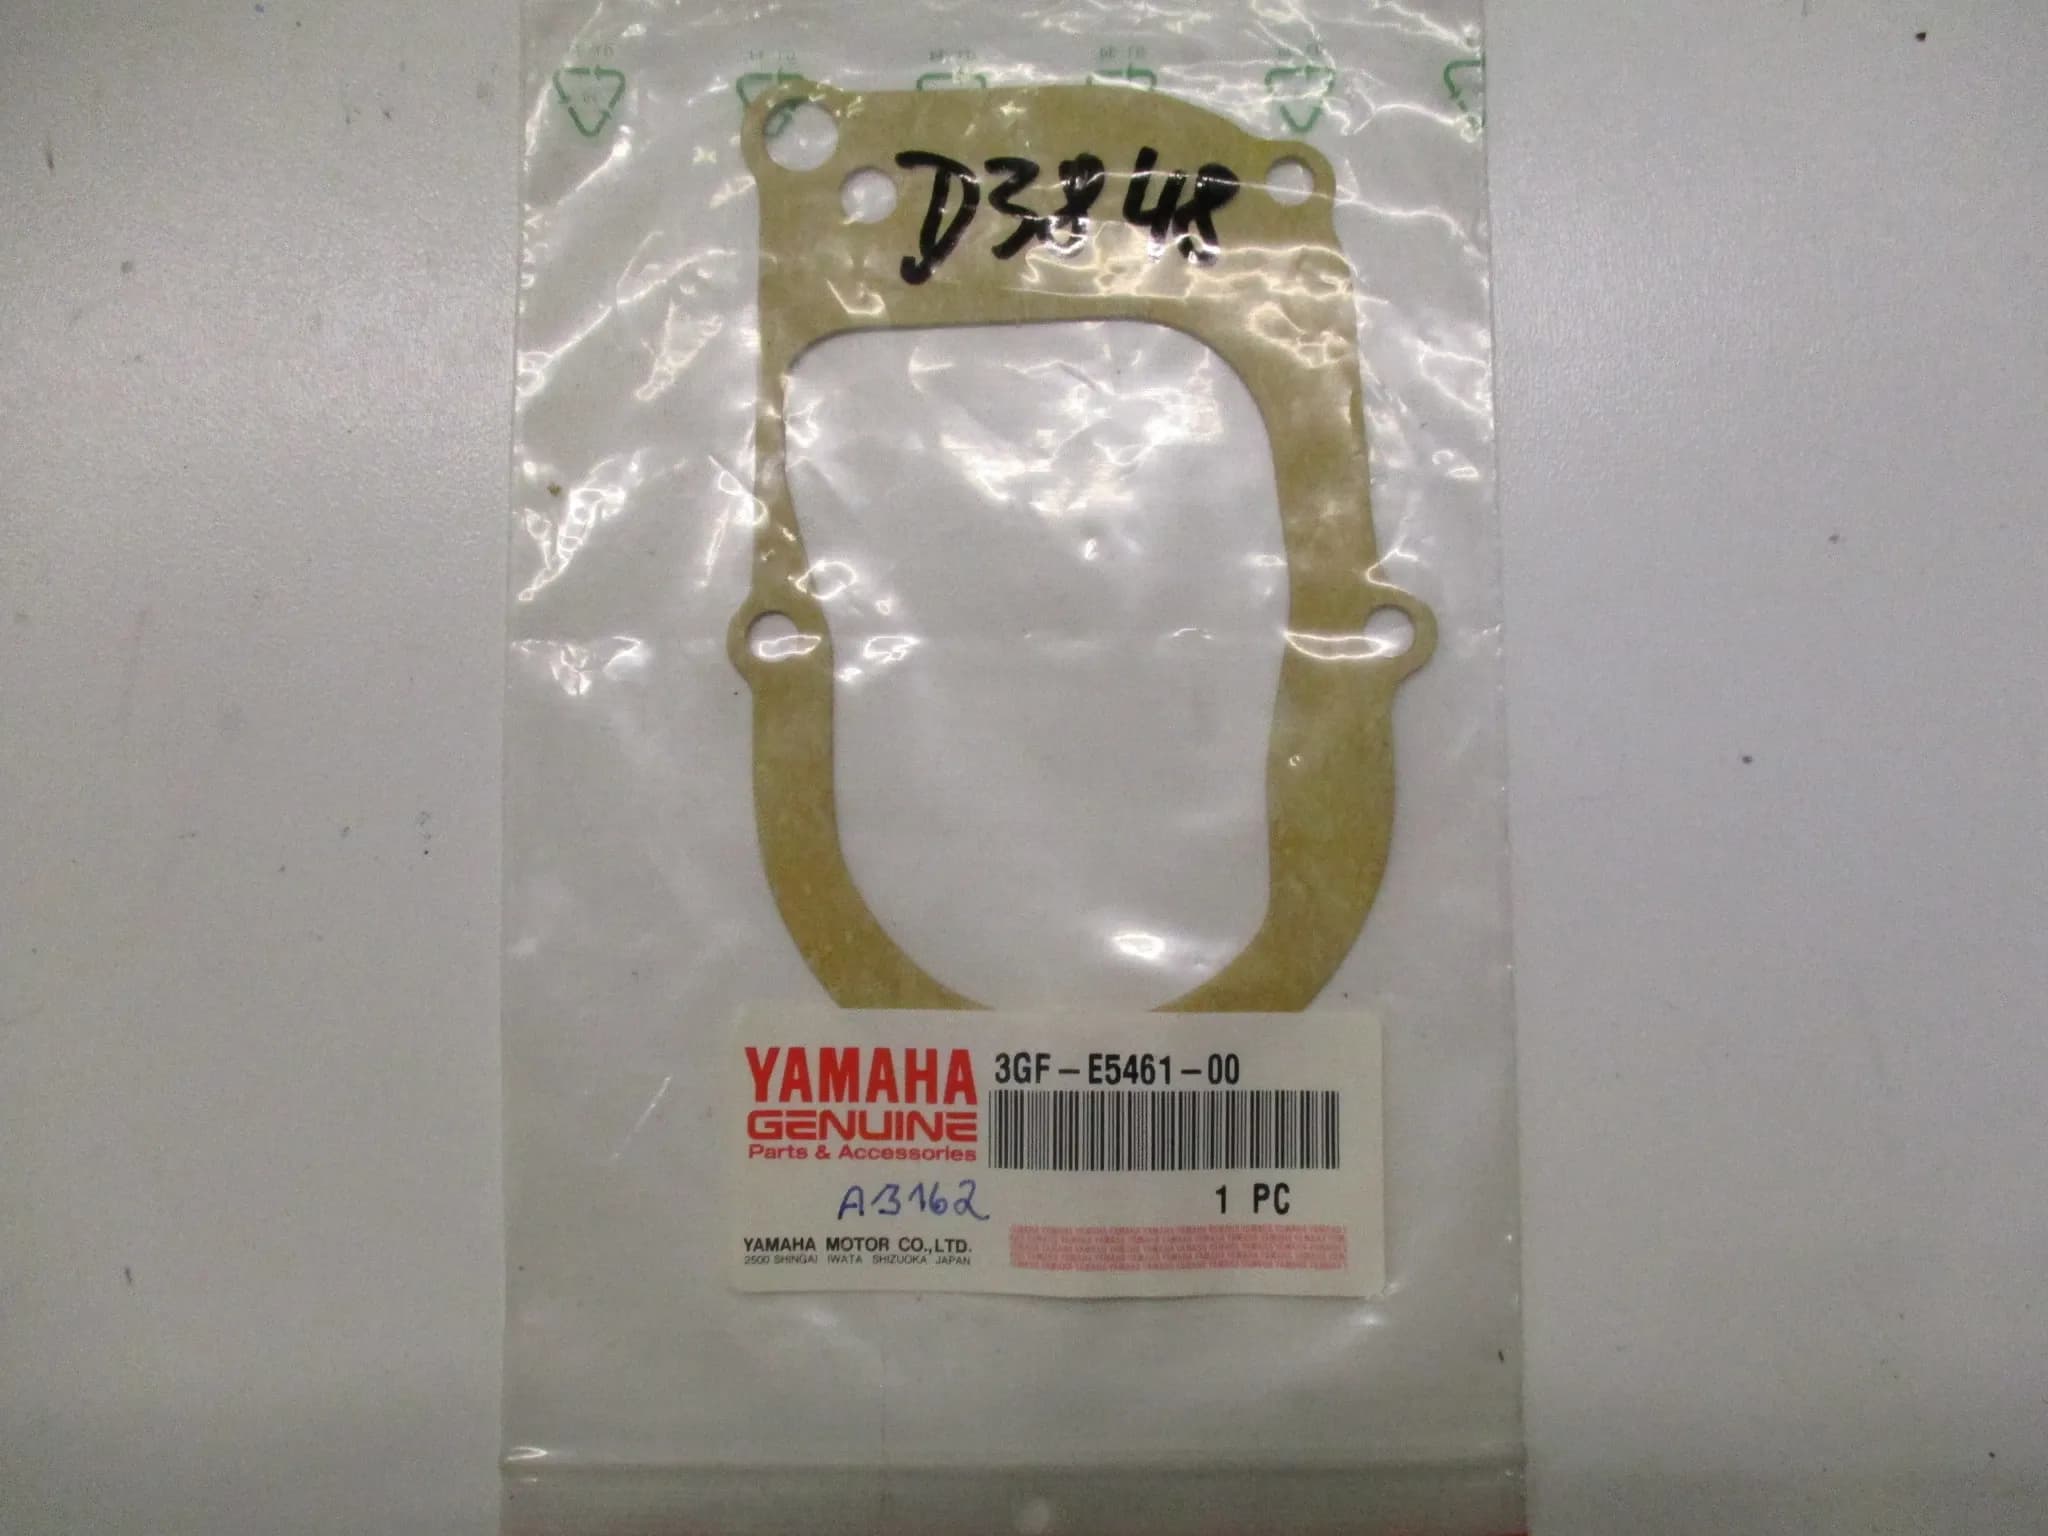 D3848
YAMAHA 3GF-E5461-00
GENUINE
Parts & Accessories
A3162 1 PC
YAMAHA MOTOR CO.,LTD.
2500 SHINGAI IWATA SHIZUOKA JAPAN